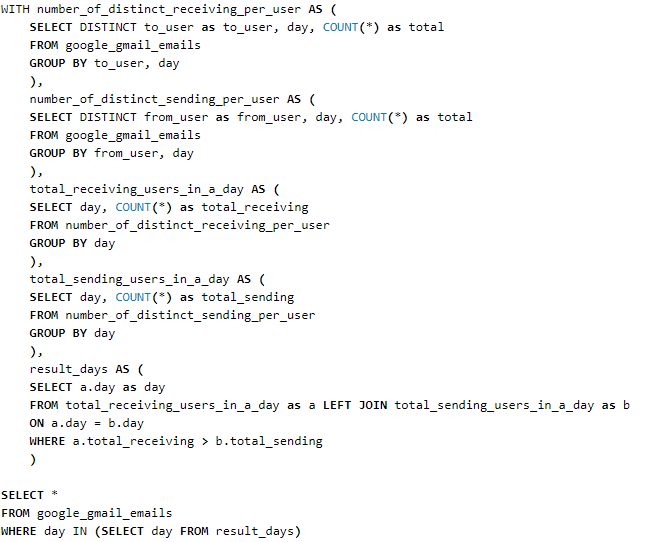 WITH number_of_distinct_receiving_per_user AS (
SELECT DISTINCT to_user as to_user, day, COUNT(*) as total
FROM google_gmail_emails
GROUP BY to_user, day
),
number_of_distinct_sending_per_user AS (
SELECT DISTINCT from_user as from_user, day, COUNT(*) as total
FROM google_gmail_emails
GROUP BY from_user, day
),
total_receiving_users_in_a_day AS (
SELECT day, COUNT(*) as total_receiving
FROM number_of_distinct_receiving_per_user
GROUP BY day
),
total_sending_users_in_a_day AS (
SELECT day, COUNT(*) as total_sending
FROM number_of_distinct_sending_per_user
GROUP BY day
),
result_days AS (
SELECT a.day as day
FROM total_receiving_users_in_a_day as a LEFT JOIN total_sending_users_in_a_day as b
ON a.day = b.day
WHERE a.total_receiving > b.total_sending
)
SELECT *
FROM google_gmail_emails
WHERE day IN (SELECT day FROM result_days)